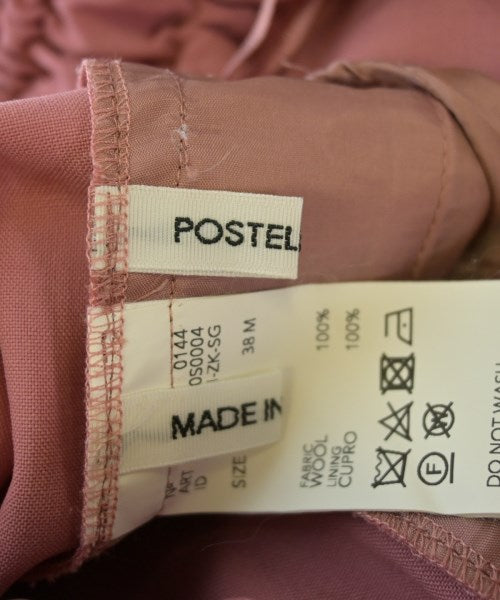 POSTEL
0144
0S0004
-ZK-SG
38 M
MADE IN
Nº
ART
ID
SIZE
FABRIC
WOOL 100%
LINING
CUPRO 100%
F
W
DO NOT WASH